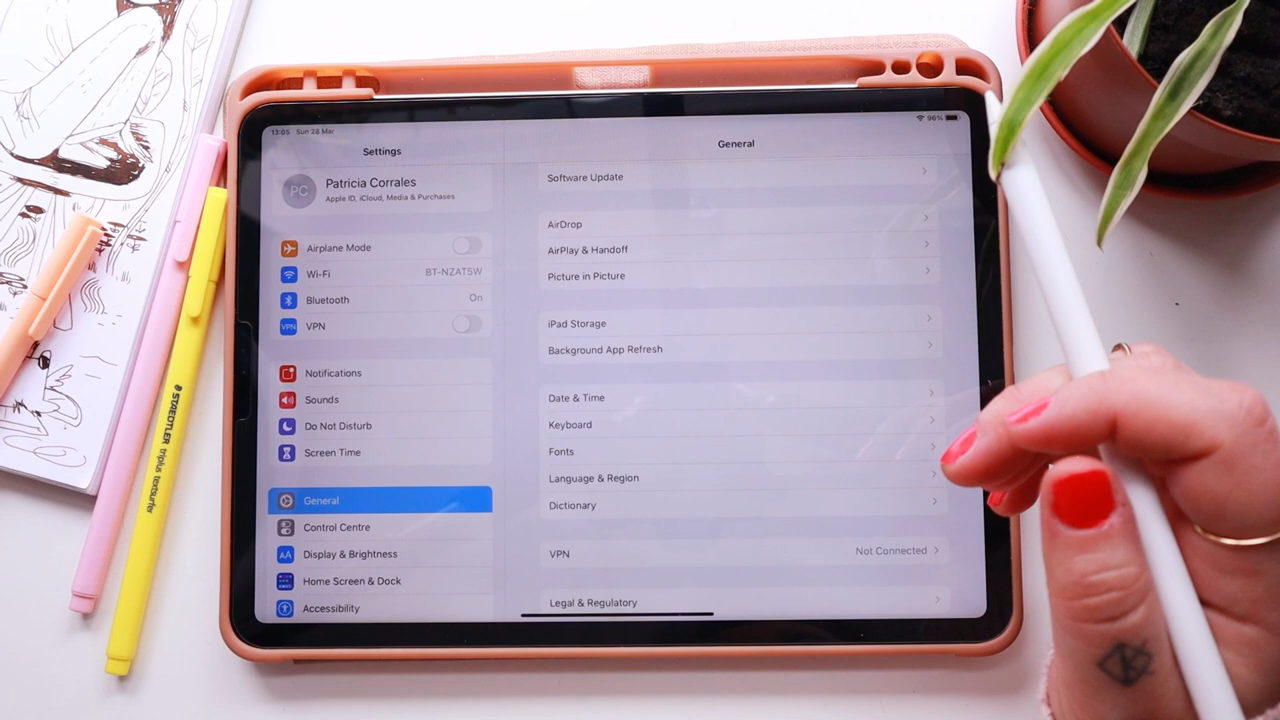 13:05 Sun 28 Mar
96%
Settings
PC
Patricia Corrales
Apple ID, iCloud, Media & Purchases
Airplane Mode
Wi-Fi BT-NZAT5W
Bluetooth On
VPN VPN
Notifications
Sounds
Do Not Disturb
Screen Time
General
Control Centre
AA Display & Brightness
Home Screen & Dock
Accessibility
General
Software Update
AirDrop
AirPlay & Handoff
Picture in Picture
iPad Storage
Background App Refresh
Date & Time
Keyboard
Fonts
Language & Region
Dictionary
VPN Not Connected
Legal & Regulatory
STAEDTLER triplus textsurfer